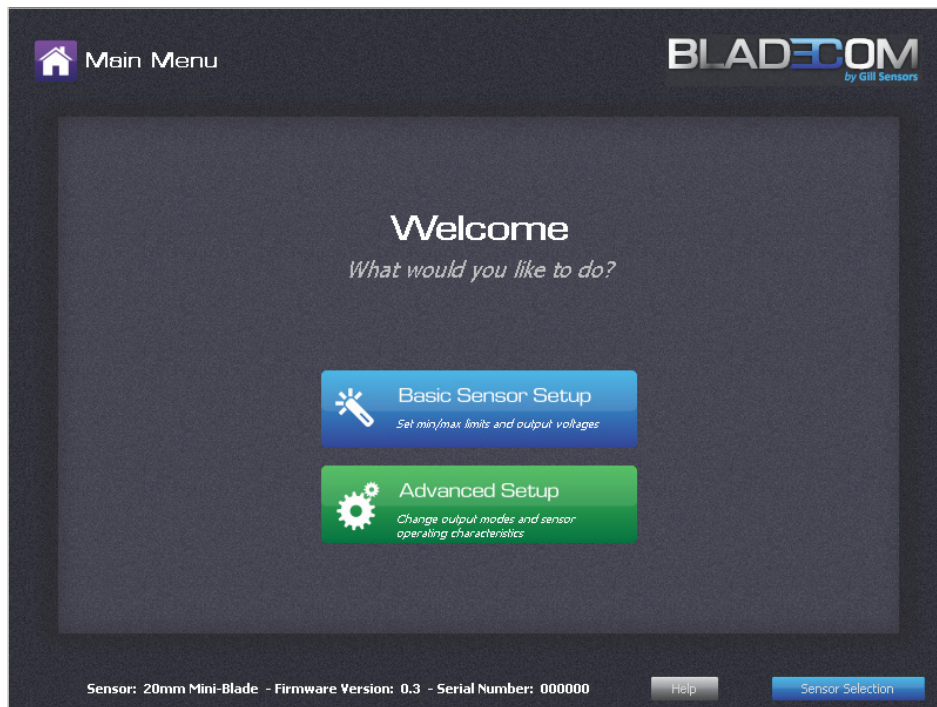 Main Menu
BLADECOM
by Gill Sensors
Welcome
What would you like to do?
Basic Sensor Setup
Set min/max limits and output voltages
Advanced Setup
Change output modes and sensor
operating characteristics
Sensor: 20mm Mini-Blade - Firmware Version: 0.3 - Serial Number: 000000
Help
Sensor Selection